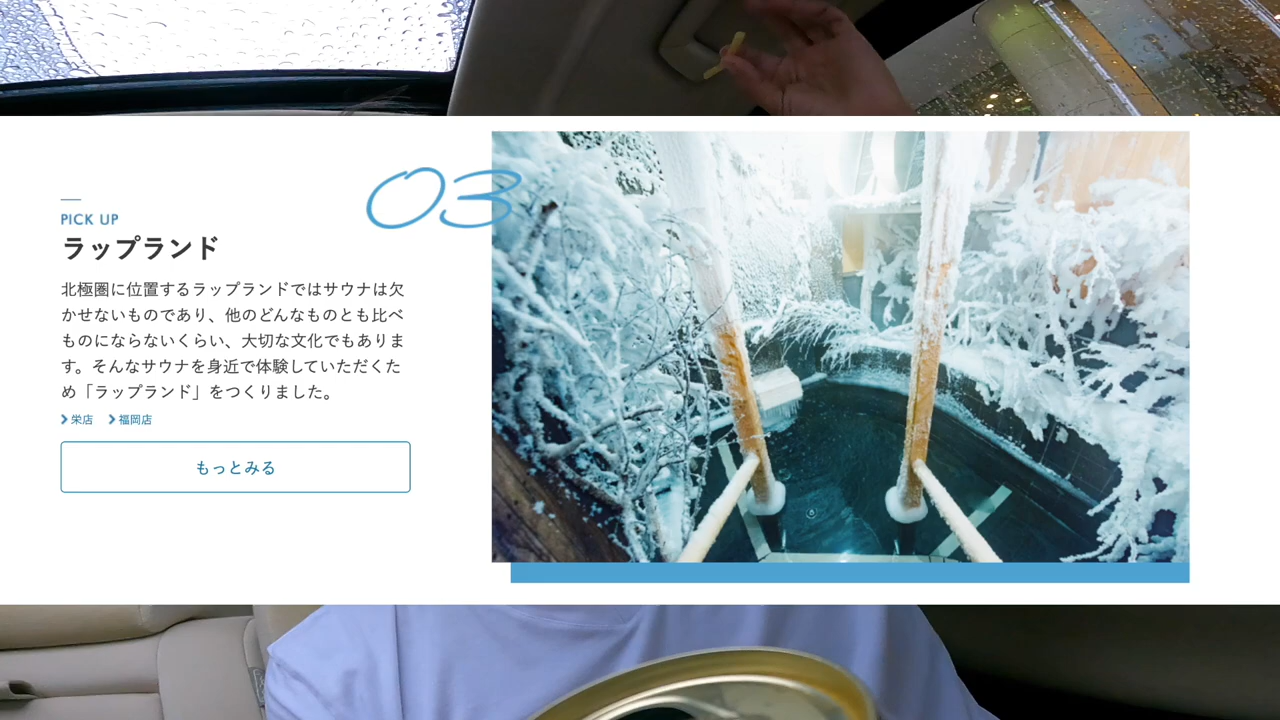 03
PICK UP
ラップランド
北極圏に位置するラップランドではサウナは欠
かせないものであり、他のどんなものとも比べ
ものにならないくらい、大切な文化でもありま
す。そんなサウナを身近で体験していただくた
め「ラップランド」をつくりました。
栄店 福岡店
もっとみる